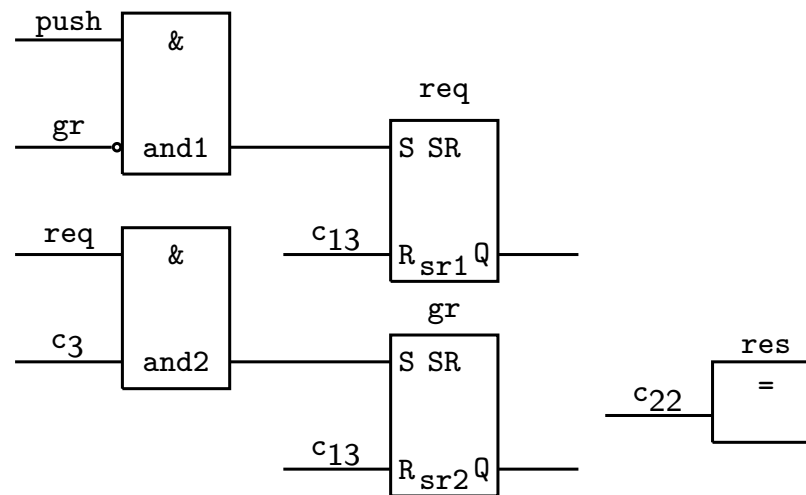 push
&
gr
and1
req
S SR
c13
R sr1 Q
req
&
c3
and2
gr
S SR
c13
R sr2 Q
res
=
c22